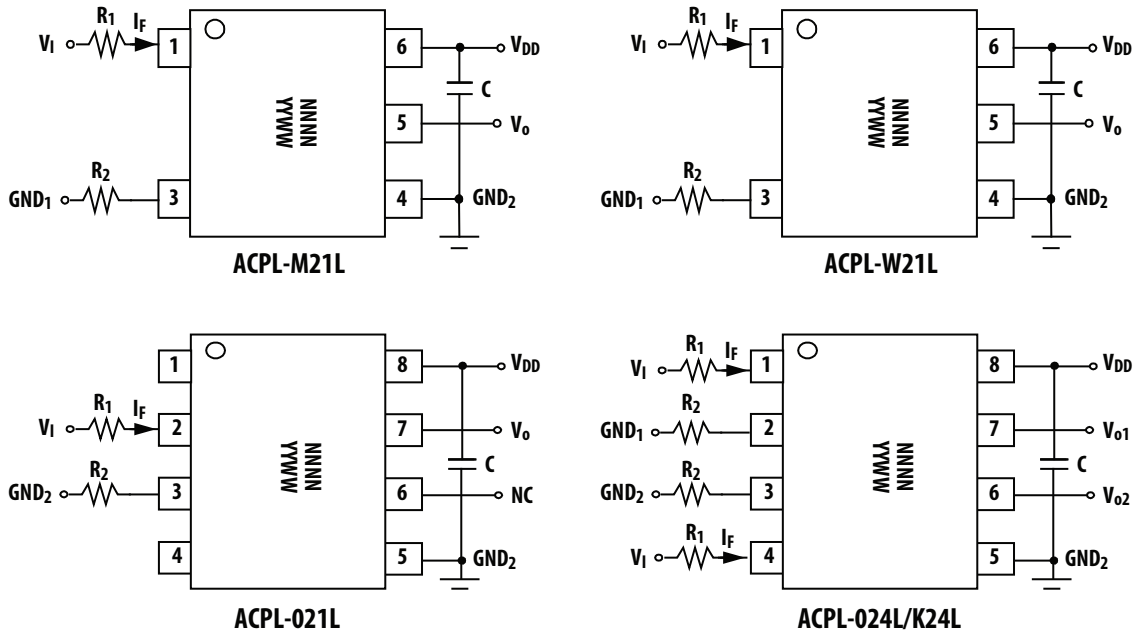 R1 IF
VI 1 6 VDD
C
NNNN
YYWW
5 Vo
R2
GND1 3 4 GND2
ACPL-M21L
R1 IF
VI 1 6 VDD
C
NNNN
YYWW
5 Vo
R2
GND1 3 4 GND2
ACPL-W21L
1 8 VDD
R1 IF
VI 2 7 Vo
NNNN
YYWW
C
R2
GND2 3 6 NC
4 5 GND2
ACPL-021L
R1 IF
VI 1 8 VDD
R2
GND1 2 7 Vo1
NNNN
YYWW
C
R2
GND2 3 6 Vo2
R1 IF
VI 4 5 GND2
ACPL-024L/K24L